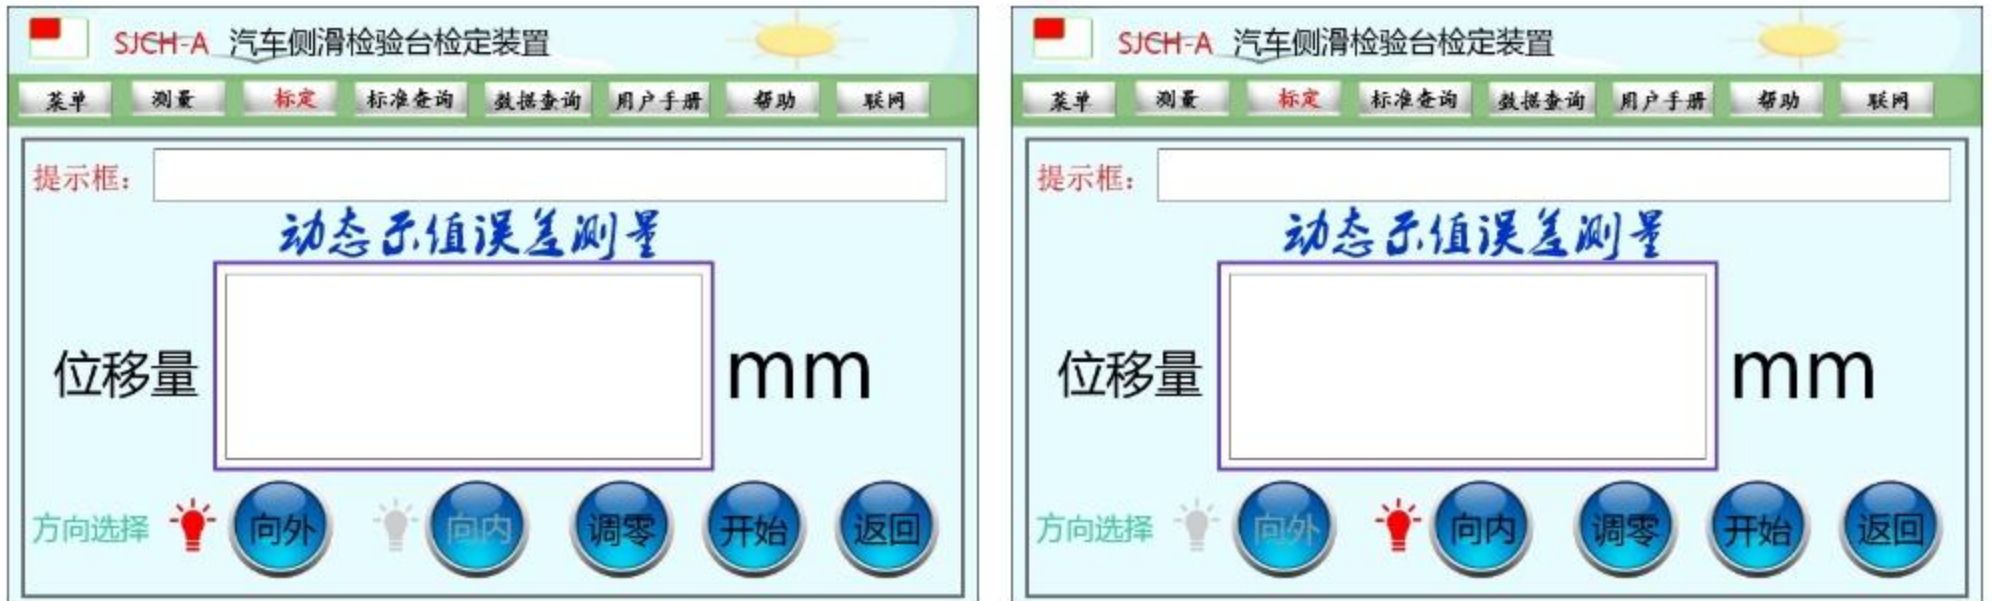 SJCH-A 汽车侧滑检验台检定装置
菜单 测量 标定 标准查询 数据查询 用户手册 帮助 联网
提示框:
动态示值误差测量
位移量 mm
方向选择 向外 向内 调零 开始 返回
SJCH-A 汽车侧滑检验台检定装置
菜单 测量 标定 标准查询 数据查询 用户手册 帮助 联网
提示框:
动态示值误差测量
位移量 mm
方向选择 向外 向内 调零 开始 返回